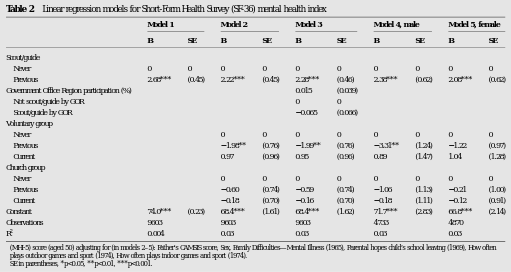 Table 2 Linear regression models for Short-Form Health Survey (SF-36) mental health index
Model 1 Model 2 Model 3 Model 4, male Model 5, female
B SE B SE B SE B SE B SE
Scout/guide
Never 0 0 0 0 0 0 0 0 0 0
Previous 2.68*** (0.45) 2.22*** (0.45) 2.28*** (0.46) 2.38*** (0.62) 2.08*** (0.62)
Government Office Region participation (%) 0.015 (0.039)
Not scout/guide by GOR 0 0
Scout/guide by GOR −0.065 (0.066)
Voluntary group
Never 0 0 0 0 0 0 0 0
Previous −1.98** (0.76) −1.99** (0.76) −3.31** (1.24) −1.22 (0.97)
Current 0.97 (0.96) 0.95 (0.96) 0.89 (1.47) 1.04 (1.28)
Church group
Never 0 0 0 0 0 0 0 0
Previous −0.60 (0.74) −0.59 (0.74) −1.06 (1.13) −0.21 (1.00)
Current −0.18 (0.70) −0.16 (0.70) −0.18 (1.11) −0.12 (0.91)
Constant 74.0*** (0.23) 68.4*** (1.61) 68.4*** (1.62) 71.7*** (2.83) 66.8*** (2.14)
Observations 9603 9603 9603 4733 4870
R² 0.004 0.03 0.03 0.03 0.03
(MHI-5) score (aged 50) adjusting for (in models 2–5): Father's CAMSIS score, Sex, Family Difficulties—Mental Illness (1965), Parental hopes child's school leaving (1969), How often
plays outdoor games and sport (1974), How often plays indoor games and sport (1974).
SE in parentheses, *p<0.05, **p<0.01, ***p<0.001.